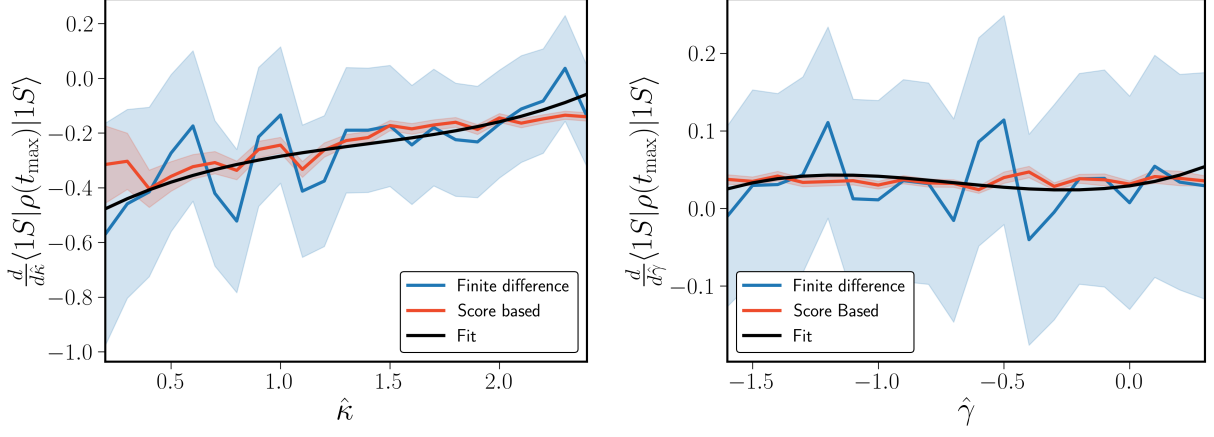 0.2
0.0
−0.2
−0.4
−0.6
−0.8
−1.0
d/dκ̂ ⟨1S|ρ(t_max)|1S⟩
Finite difference
Score based
Fit
0.5 1.0 1.5 2.0
κ̂
0.2
0.1
0.0
−0.1
d/dγ̂ ⟨1S|ρ(t_max)|1S⟩
Finite difference
Score Based
Fit
−1.5 −1.0 −0.5 0.0
γ̂